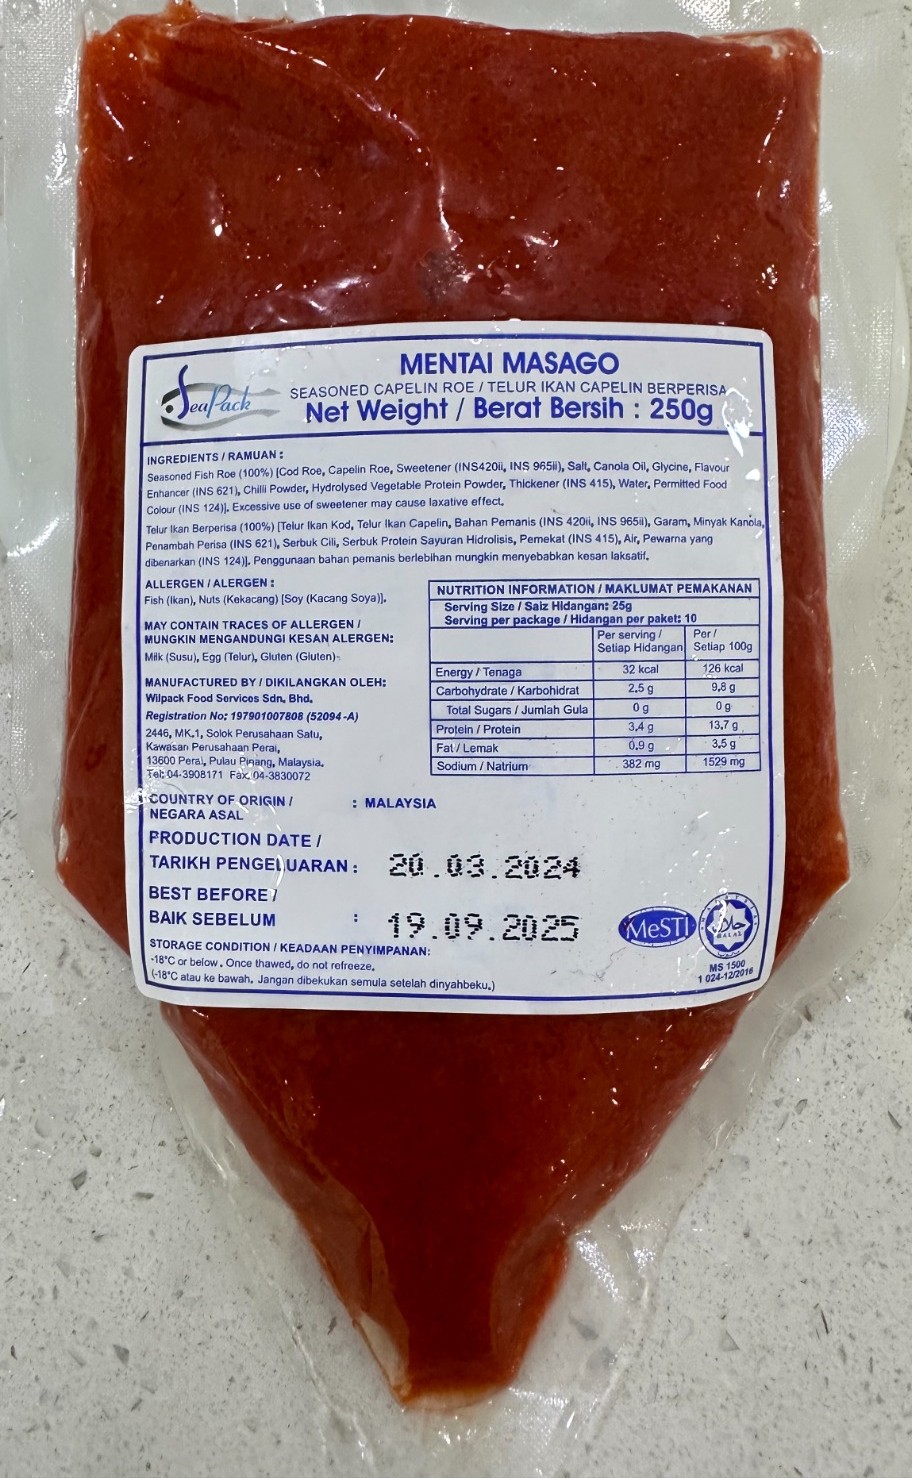 SeaPack
MENTAI MASAGO
SEASONED CAPELIN ROE / TELUR IKAN CAPELIN BERPERISA
Net Weight / Berat Bersih : 250g
INGREDIENTS / RAMUAN :
Seasoned Fish Roe (100%) [Cod Roe, Capelin Roe, Sweetener (INS420ii, INS 965ii), Salt, Canola Oil, Glycine, Flavour
Enhancer (INS 621), Chilli Powder, Hydrolysed Vegetable Protein Powder, Thickener (INS 415), Water, Permitted Food
Colour (INS 124)]. Excessive use of sweetener may cause laxative effect.
Telur Ikan Berperisa (100%) [Telur Ikan Kod, Telur Ikan Capelin, Bahan Pemanis (INS 420ii, INS 965ii), Garam, Minyak Kanola,
Penambah Perisa (INS 621), Serbuk Cili, Serbuk Protein Sayuran Hidrolisis, Pemekat (INS 415), Air, Pewarna yang
dibenarkan (INS 124)]. Penggunaan bahan pemanis berlebihan mungkin menyebabkan kesan laksatif.
ALLERGEN / ALERGEN :
Fish (Ikan), Nuts (Kekacang) [Soy (Kacang Soya)].
MAY CONTAIN TRACES OF ALLERGEN /
MUNGKIN MENGANDUNGI KESAN ALERGEN:
Milk (Susu), Egg (Telur), Gluten (Gluten)
MANUFACTURED BY / DIKILANGKAN OLEH:
Wilpack Food Services Sdn. Bhd.
Registration No: 197901007808 (52094-A)
2446, MK.1, Solok Perusahaan Satu,
Kawasan Perusahaan Perai,
13600 Perai, Pulau Pinang, Malaysia.
Tel: 04-3908171 Fax: 04-3830072
NUTRITION INFORMATION / MAKLUMAT PEMAKANAN
Serving Size / Saiz Hidangan: 25g
Serving per package / Hidangan per paket: 10
Per serving / Per /
Setiap Hidangan Setiap 100g
Energy / Tenaga 32 kcal 126 kcal
Carbohydrate / Karbohidrat 2.5 g 9.8 g
Total Sugars / Jumlah Gula 0 g 0 g
Protein / Protein 3.4 g 13.7 g
Fat / Lemak 0.9 g 3.5 g
Sodium / Natrium 382 mg 1529 mg
COUNTRY OF ORIGIN / : MALAYSIA
NEGARA ASAL
PRODUCTION DATE /
TARIKH PENGELUARAN : 20.03.2024
BEST BEFORE /
BAIK SEBELUM : 19.09.2025
STORAGE CONDITION / KEADAAN PENYIMPANAN:
-18°C or below. Once thawed, do not refreeze.
(-18°C atau ke bawah. Jangan dibekukan semula setelah dinyahbeku.)
MeSTI
حلال
HALAL
MS 1500
1 024-12/2016